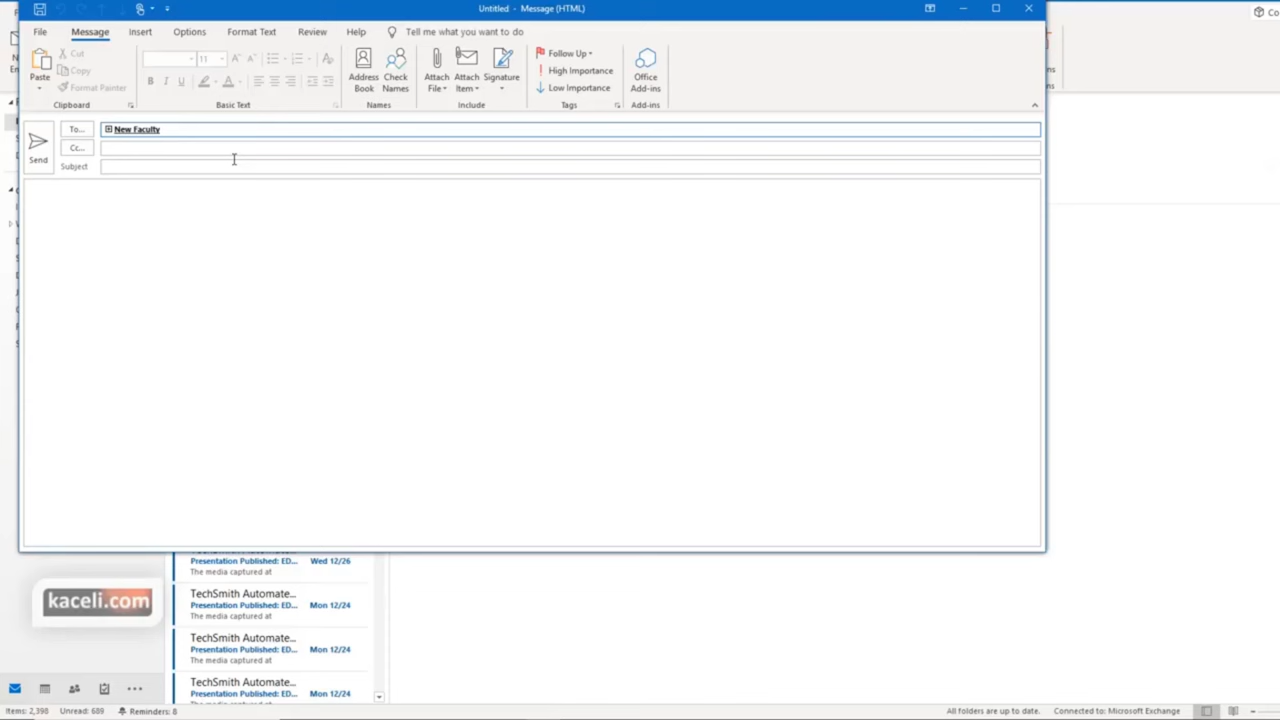 Untitled - Message (HTML)
File Message Insert Options Format Text Review Help Tell me what you want to do
Paste
Cut
Copy
Format Painter
Clipboard
11
B I U
Basic Text
Address Book
Check Names
Names
Attach File
Attach Item
Signature
Include
Follow Up
High Importance
Low Importance
Tags
Office Add-ins
Add-ins
Send
To...
New Faculty
Cc...
Subject
Presentation Published: ED... Wed 12/26
The media captured at
TechSmith Automate...
Presentation Published: ED... Mon 12/24
The media captured at
TechSmith Automate...
Presentation Published: ED... Mon 12/24
The media captured at
TechSmith Automate...
Presentation Published: ED... Mon 12/24
kaceli.com
Items: 2,398 Unread: 689 Reminders: 8
All folders are up to date. Connected to: Microsoft Exchange